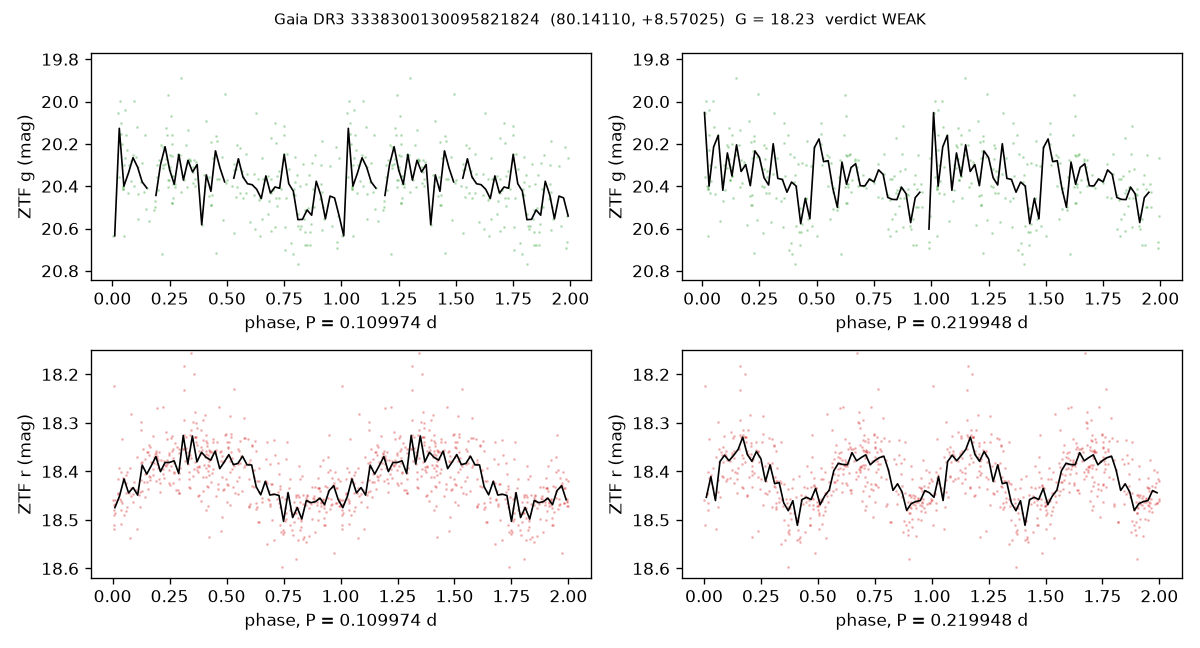 Gaia DR3 3338300130095821824 (80.14110, +8.57025) G = 18.23 verdict WEAK
ZTF g (mag)
19.8
20.0
20.2
20.4
20.6
20.8
0.00 0.25 0.50 0.75 1.00 1.25 1.50 1.75 2.00
phase, P = 0.109974 d
ZTF g (mag)
19.8
20.0
20.2
20.4
20.6
20.8
0.00 0.25 0.50 0.75 1.00 1.25 1.50 1.75 2.00
phase, P = 0.219948 d
ZTF r (mag)
18.2
18.3
18.4
18.5
18.6
0.00 0.25 0.50 0.75 1.00 1.25 1.50 1.75 2.00
phase, P = 0.109974 d
ZTF r (mag)
18.2
18.3
18.4
18.5
18.6
0.00 0.25 0.50 0.75 1.00 1.25 1.50 1.75 2.00
phase, P = 0.219948 d